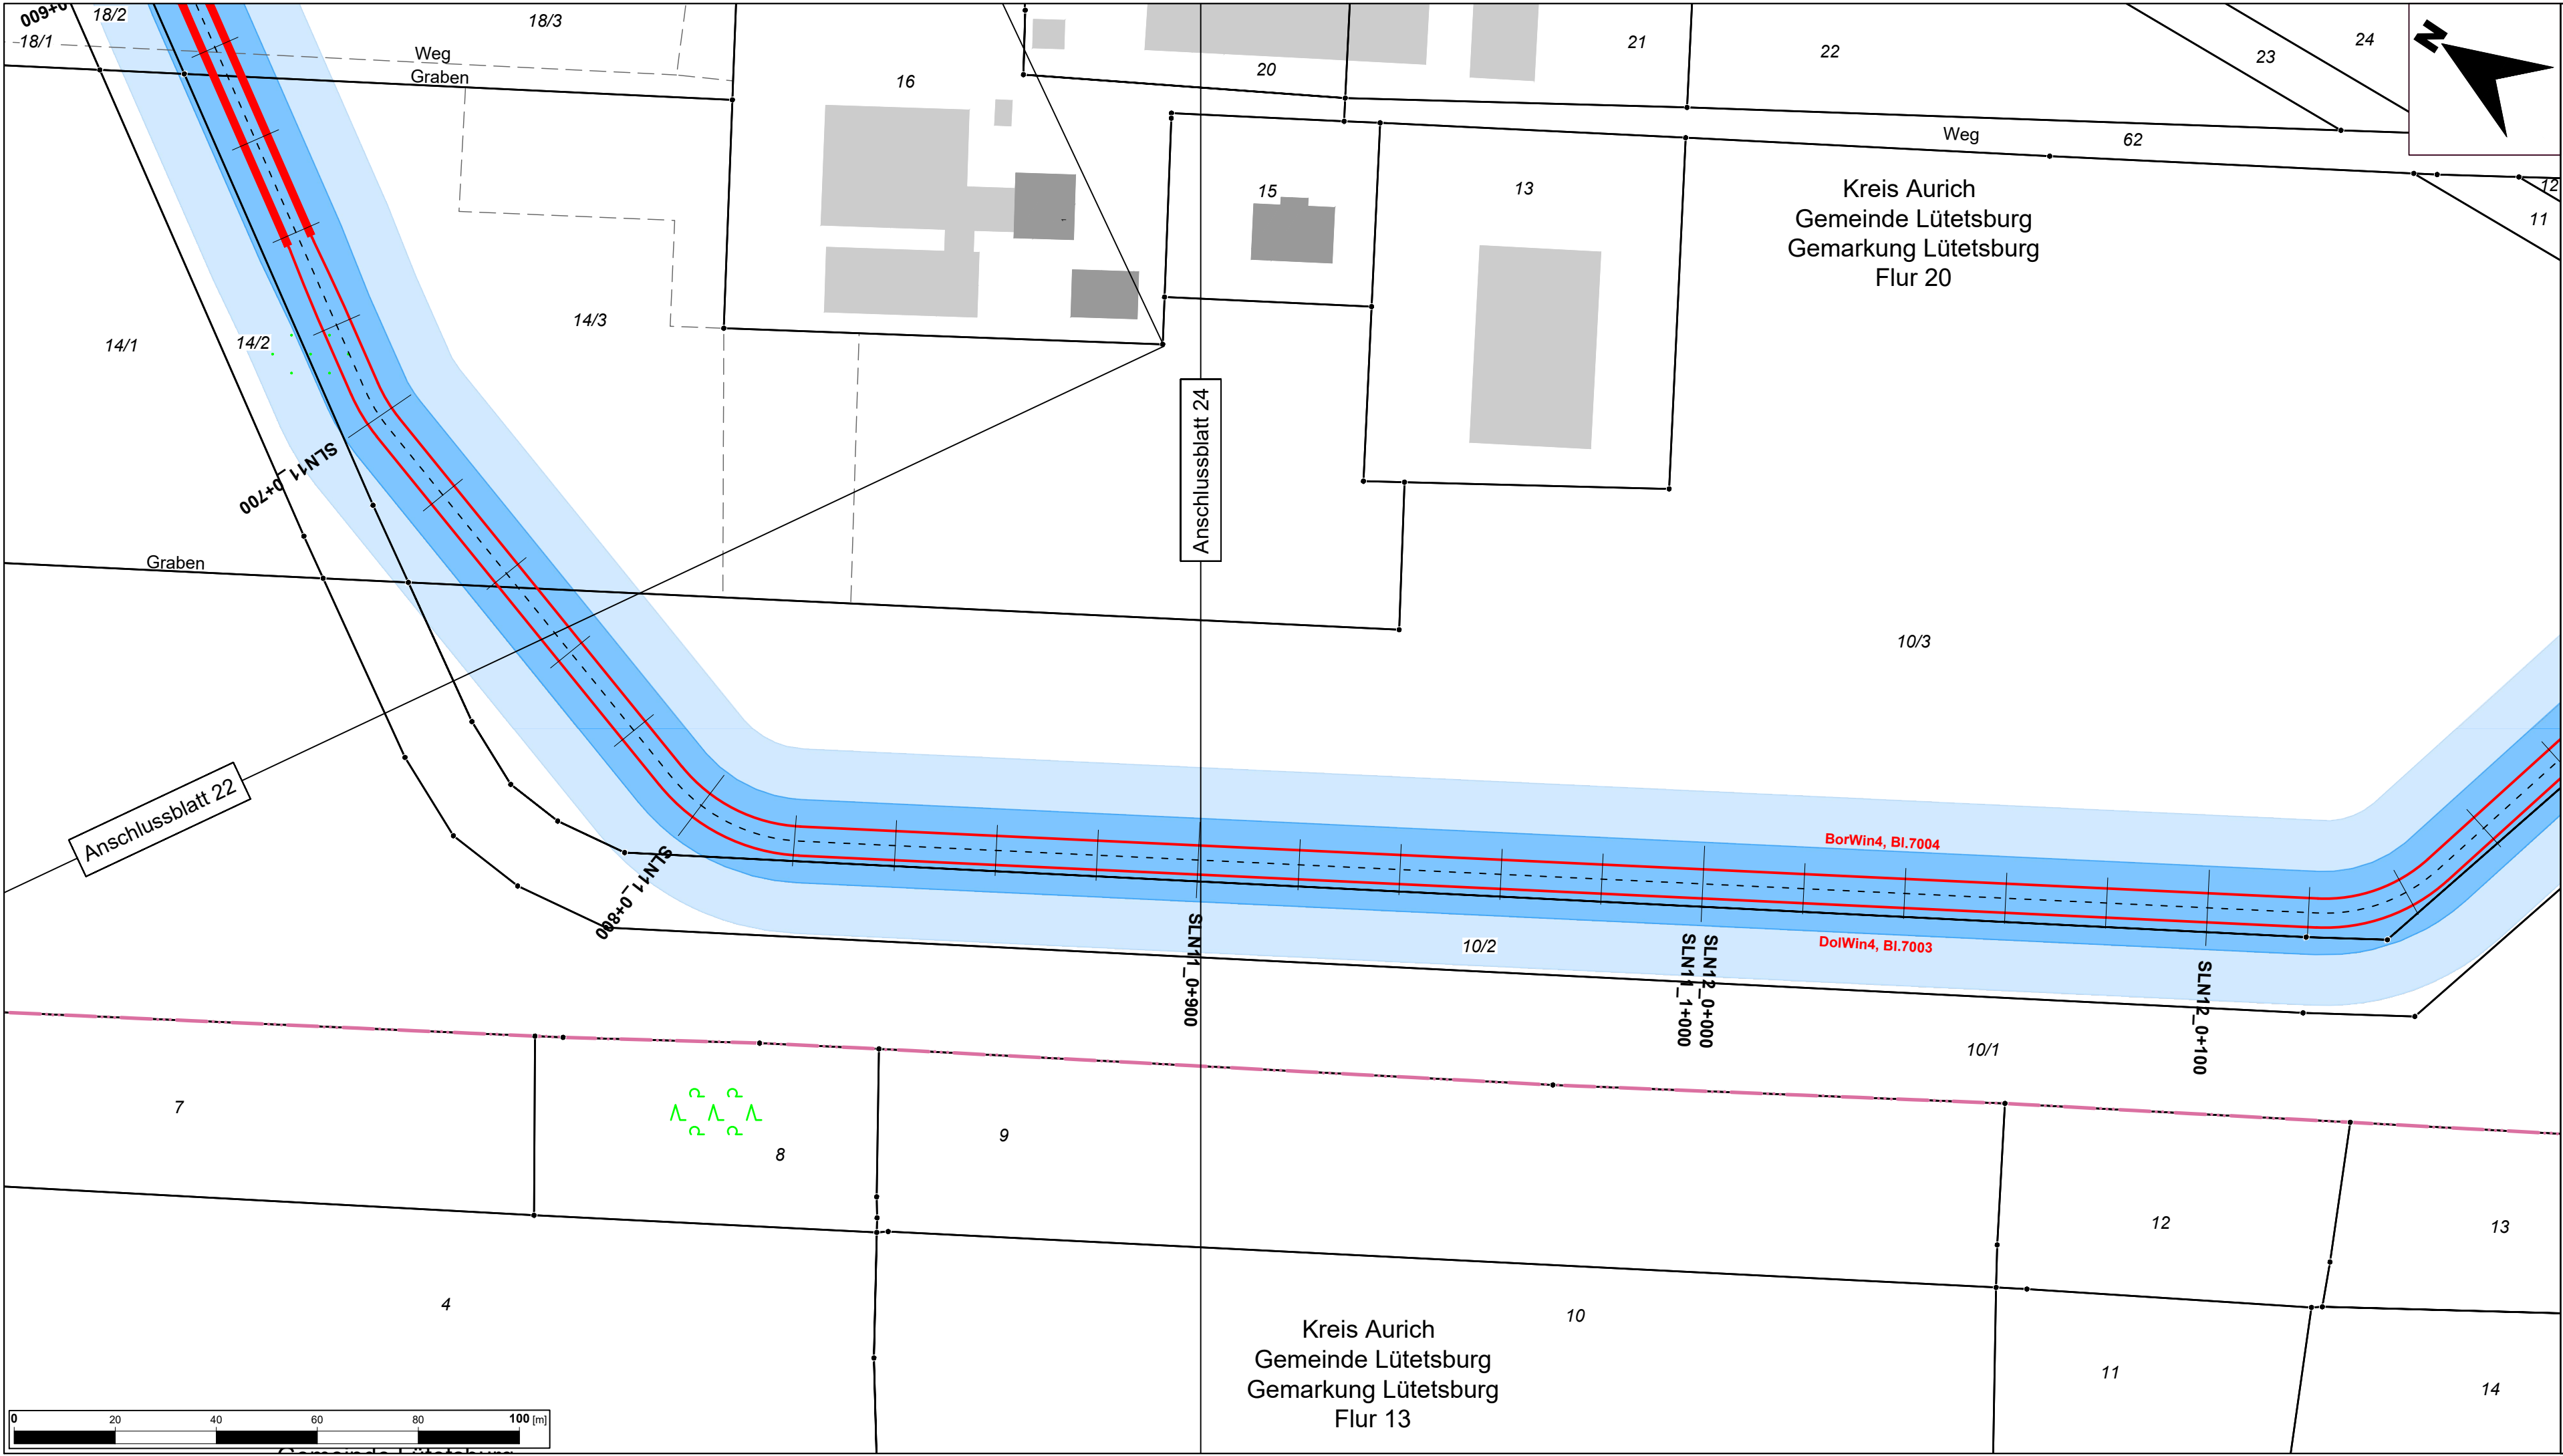 0+600
18/2
18/1
18/3
Weg
Graben
16
20
21
22
23
24
N
Weg
62
12
11
15
13
Kreis Aurich
Gemeinde Lütetsburg
Gemarkung Lütetsburg
Flur 20
14/1
14/2
14/3
SLN11_0+700
Anschlussblatt 24
Graben
10/3
Anschlussblatt 22
SLN11_0+800
BorWin4, Bl.7004
DolWin4, Bl.7003
10/2
SLN11_0+900
SLN11_1+000
SLN12_0+000
SLN12_0+100
10/1
7
8
9
12
13
4
10
11
14
Kreis Aurich
Gemeinde Lütetsburg
Gemarkung Lütetsburg
Flur 13
0 20 40 60 80 100 [m]
Gemeinde Lütetsburg